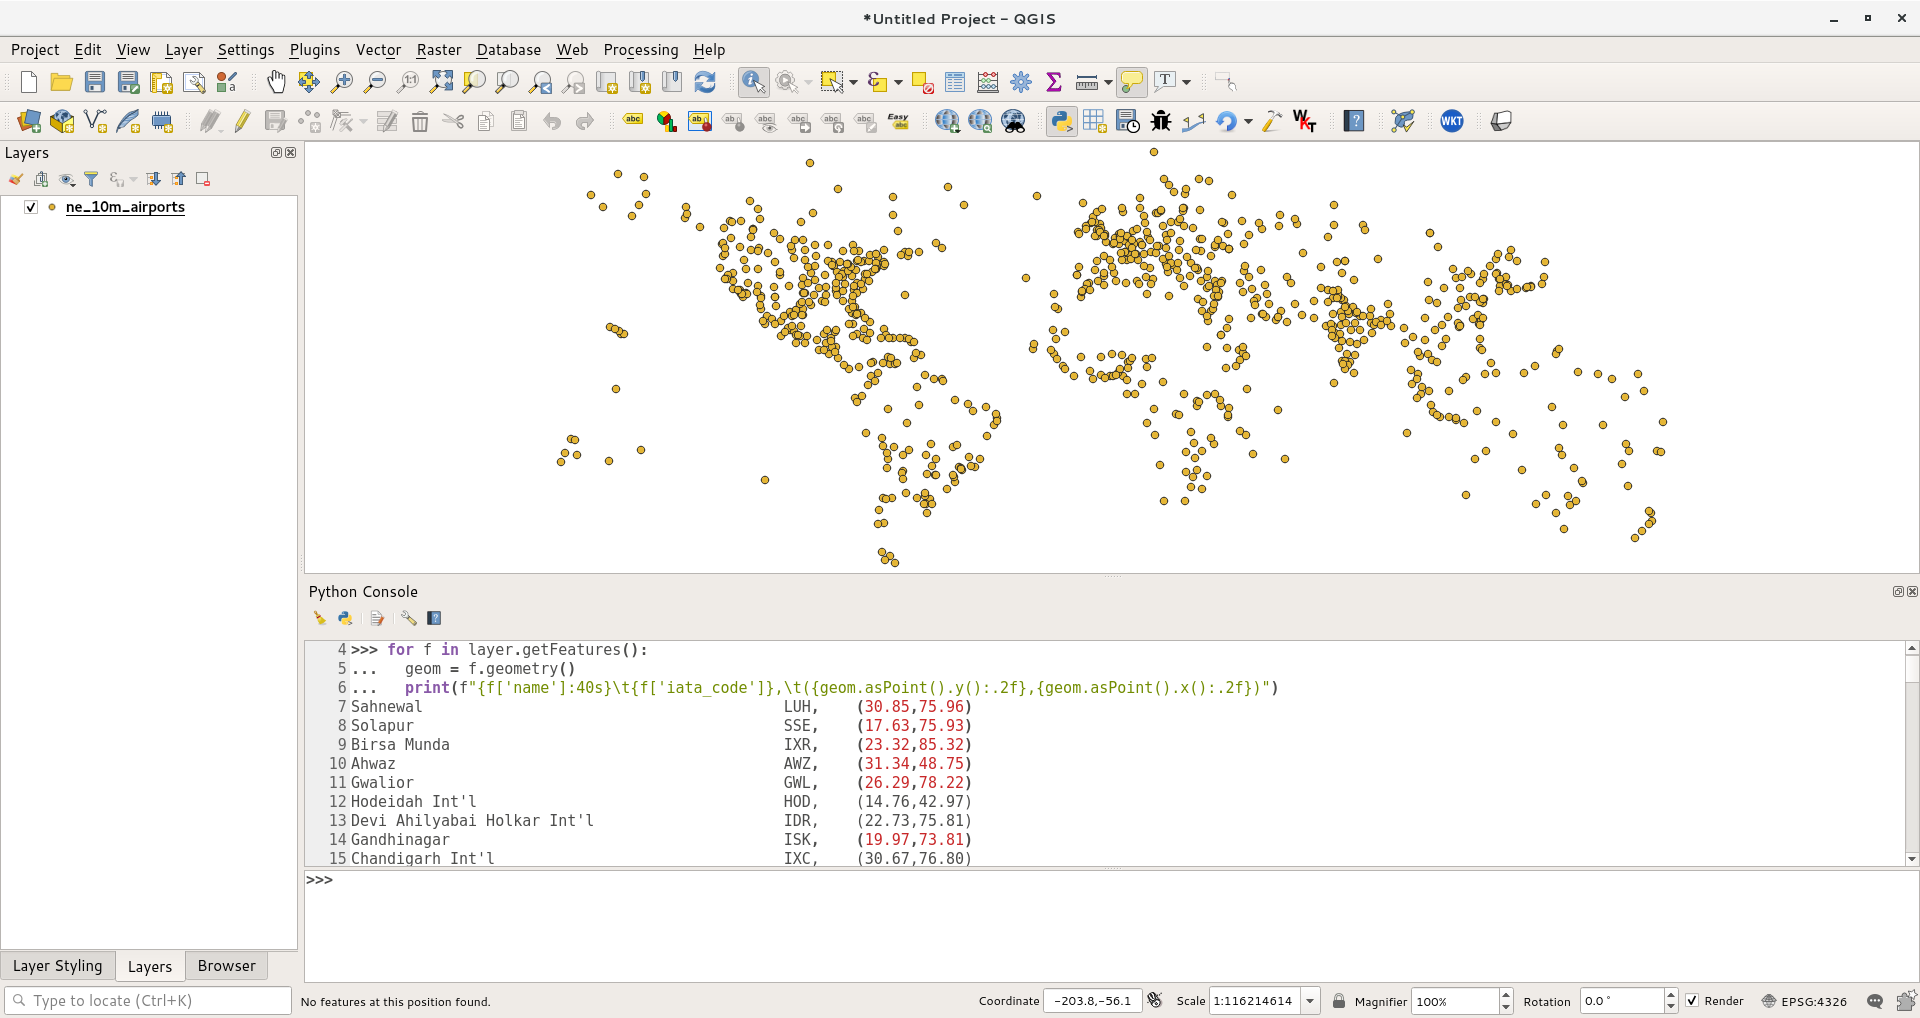 *Untitled Project – QGIS
Project Edit View Layer Settings Plugins Vector Raster Database Web Processing Help
Layers
ne_10m_airports
Python Console
4 >>> for f in layer.getFeatures():
5 ...   geom = f.geometry()
6 ...   print(f"{f['name']:40s}\t{f['iata_code']},\t({geom.asPoint().y():.2f},{geom.asPoint().x():.2f})")
7 Sahnewal LUH, (30.85,75.96)
8 Solapur SSE, (17.63,75.93)
9 Birsa Munda IXR, (23.32,85.32)
10 Ahwaz AWZ, (31.34,48.75)
11 Gwalior GWL, (26.29,78.22)
12 Hodeidah Int'l HOD, (14.76,42.97)
13 Devi Ahilyabai Holkar Int'l IDR, (22.73,75.81)
14 Gandhinagar ISK, (19.97,73.81)
15 Chandigarh Int'l IXC, (30.67,76.80)
>>>
Layer Styling Layers Browser
Type to locate (Ctrl+K) No features at this position found. Coordinate -203.8,-56.1 Scale 1:116214614 Magnifier 100% Rotation 0.0 ° Render EPSG:4326